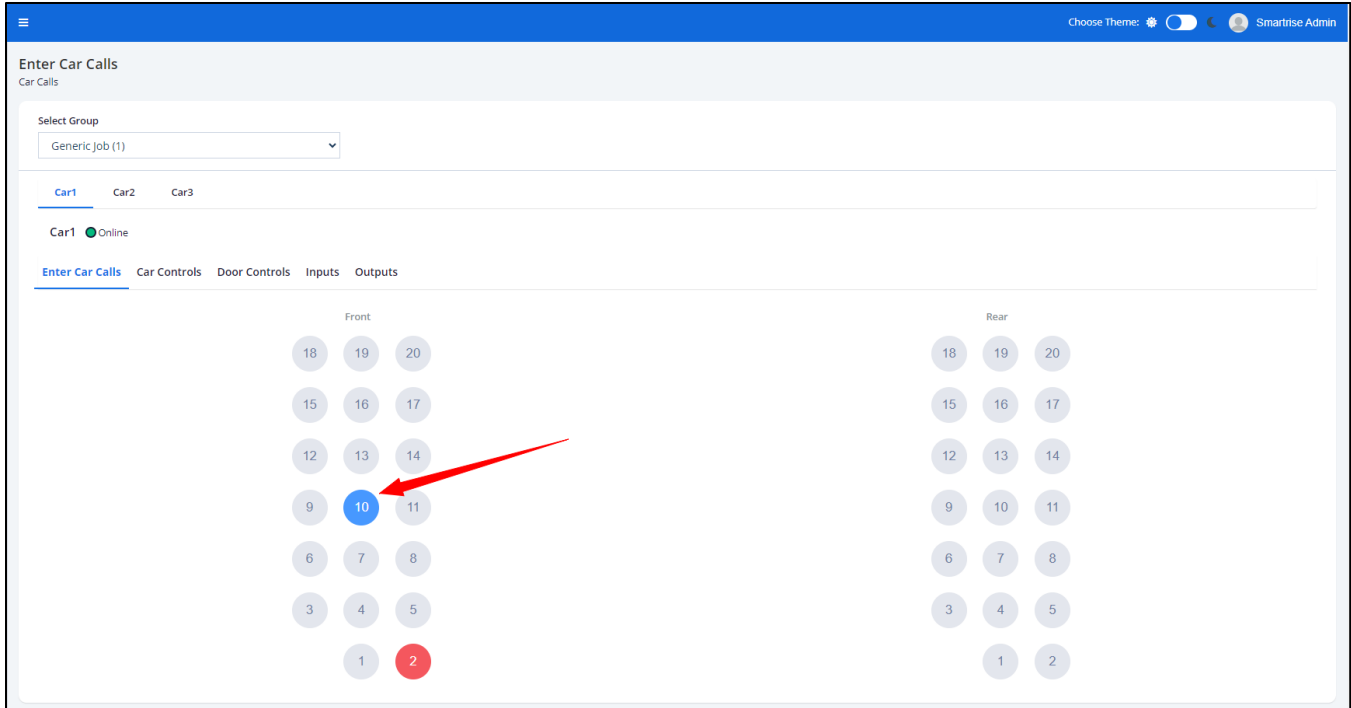 Choose Theme: Smartrise Admin
Enter Car Calls
Car Calls
Select Group
Generic Job (1)
Car1 Car2 Car3
Car1 Online
Enter Car Calls Car Controls Door Controls Inputs Outputs
Front Rear
18 19 20 18 19 20
15 16 17 15 16 17
12 13 14 12 13 14
9 10 11 9 10 11
6 7 8 6 7 8
3 4 5 3 4 5
1 2 1 2